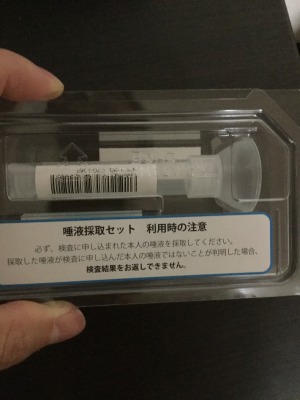 唾液採取セット 利用時の注意
必ず、検査に申し込まれた本人の唾液を採取してください。
採取した唾液が検査に申し込んだ本人の唾液ではないことが判明した場合、
検査結果をお返しできません。